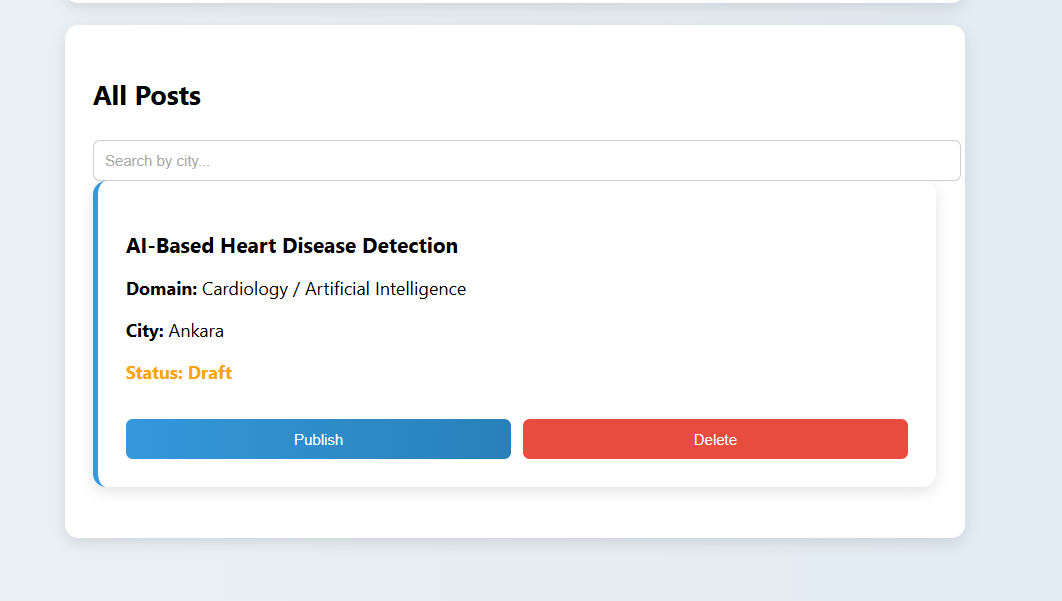 All Posts
Search by city...
AI-Based Heart Disease Detection
Domain: Cardiology / Artificial Intelligence
City: Ankara
Status: Draft
Publish
Delete